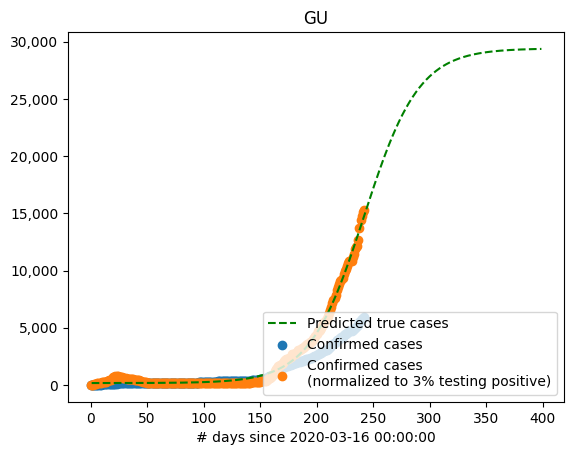 GU
30,000
25,000
20,000
15,000
10,000
5,000
0
Predicted true cases
Confirmed cases
Confirmed cases
(normalized to 3% testing positive)
0 50 100 150 200 250 300 350 400
# days since 2020-03-16 00:00:00